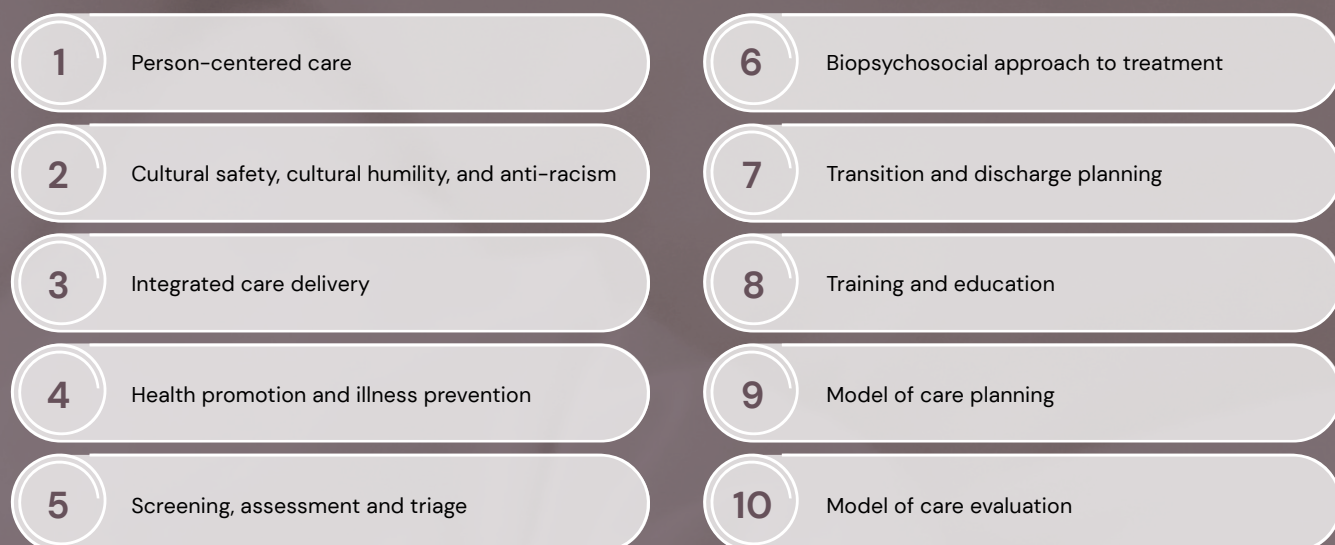 1
Person-centered care
2
Cultural safety, cultural humility, and anti-racism
3
Integrated care delivery
4
Health promotion and illness prevention
5
Screening, assessment and triage
6
Biopsychosocial approach to treatment
7
Transition and discharge planning
8
Training and education
9
Model of care planning
10
Model of care evaluation